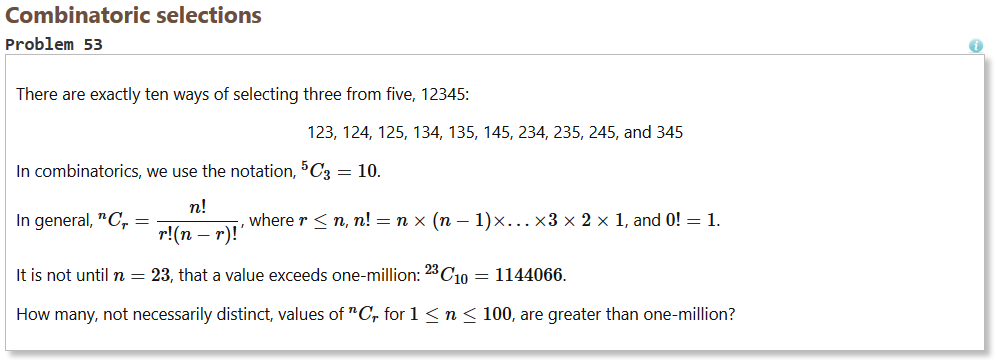 Combinatoric selections
Problem 53
i
There are exactly ten ways of selecting three from five, 12345:
123, 124, 125, 134, 135, 145, 234, 235, 245, and 345
In combinatorics, we use the notation, ⁵C₃ = 10.
In general, ⁿCᵣ = n! / r!(n − r)!, where r ≤ n, n! = n × (n − 1)×...×3 × 2 × 1, and 0! = 1.
It is not until n = 23, that a value exceeds one-million: ²³C₁₀ = 1144066.
How many, not necessarily distinct, values of ⁿCᵣ for 1 ≤ n ≤ 100, are greater than one-million?